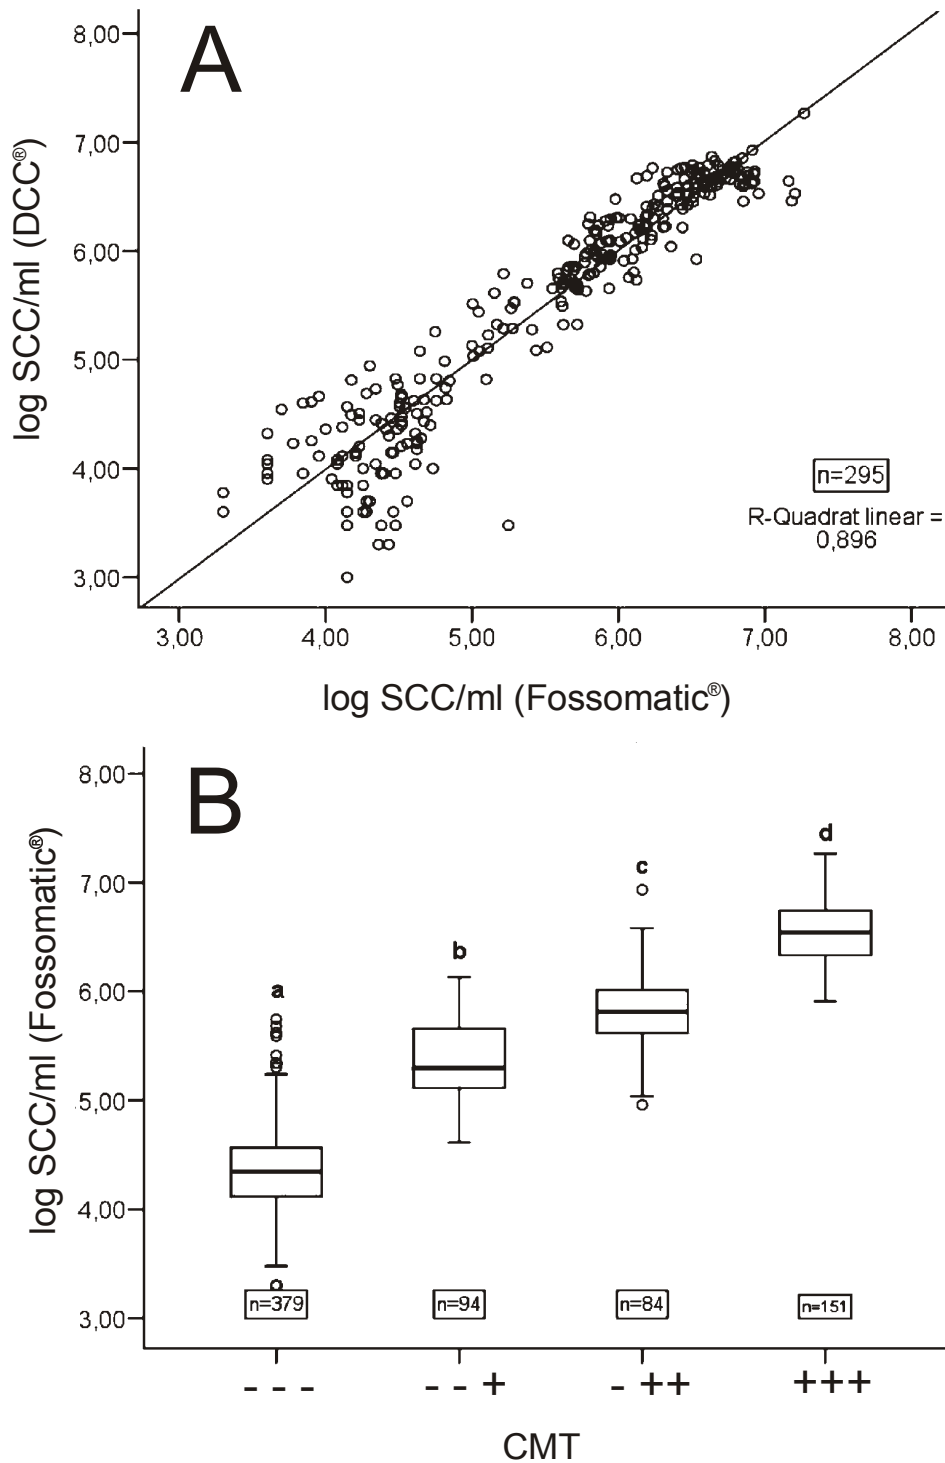 A
8,00
7,00
6,00
5,00
4,00
3,00
log SCC/ml (DCC®)
n=295
R-Quadrat linear =
0,896
3,00 4,00 5,00 6,00 7,00 8,00
log SCC/ml (Fossomatic®)
B
8,00
7,00
6,00
5,00
4,00
3,00
log SCC/ml (Fossomatic®)
a
b
c
d
n=379 n=94 n=84 n=151
- - - - - + - ++ +++
CMT